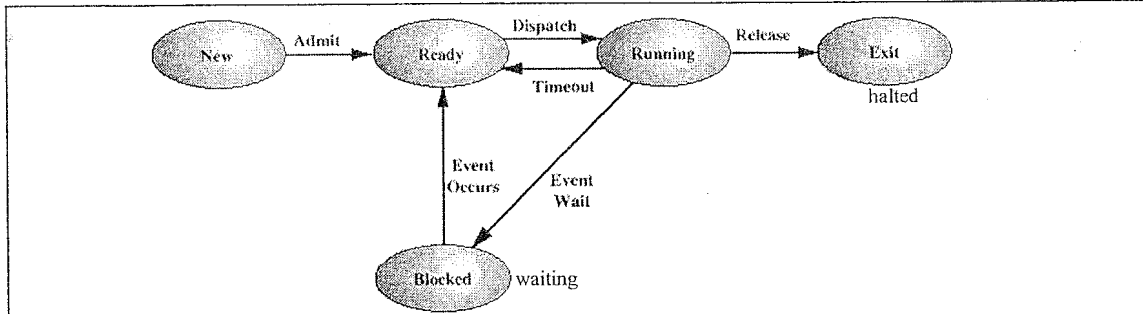 New
Admit
Ready
Dispatch
Timeout
Running
Release
Exit
halted
Event
Occurs
Event
Wait
Blocked
waiting